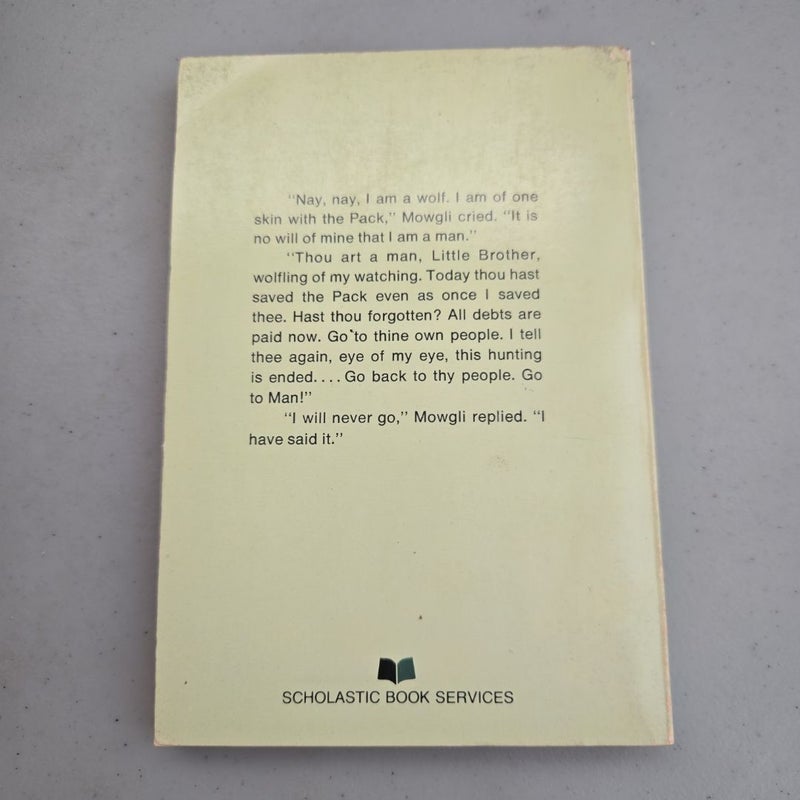 “Nay, nay, I am a wolf. I am of one
skin with the Pack,” Mowgli cried. “It is
no will of mine that I am a man.”
“Thou art a man, Little Brother,
wolfling of my watching. Today thou hast
saved the Pack even as once I saved
thee. Hast thou forgotten? All debts are
paid now. Go to thine own people. I tell
thee again, eye of my eye, this hunting
is ended.... Go back to thy people. Go
to Man!”
“I will never go,” Mowgli replied. “I
have said it.”
SCHOLASTIC BOOK SERVICES